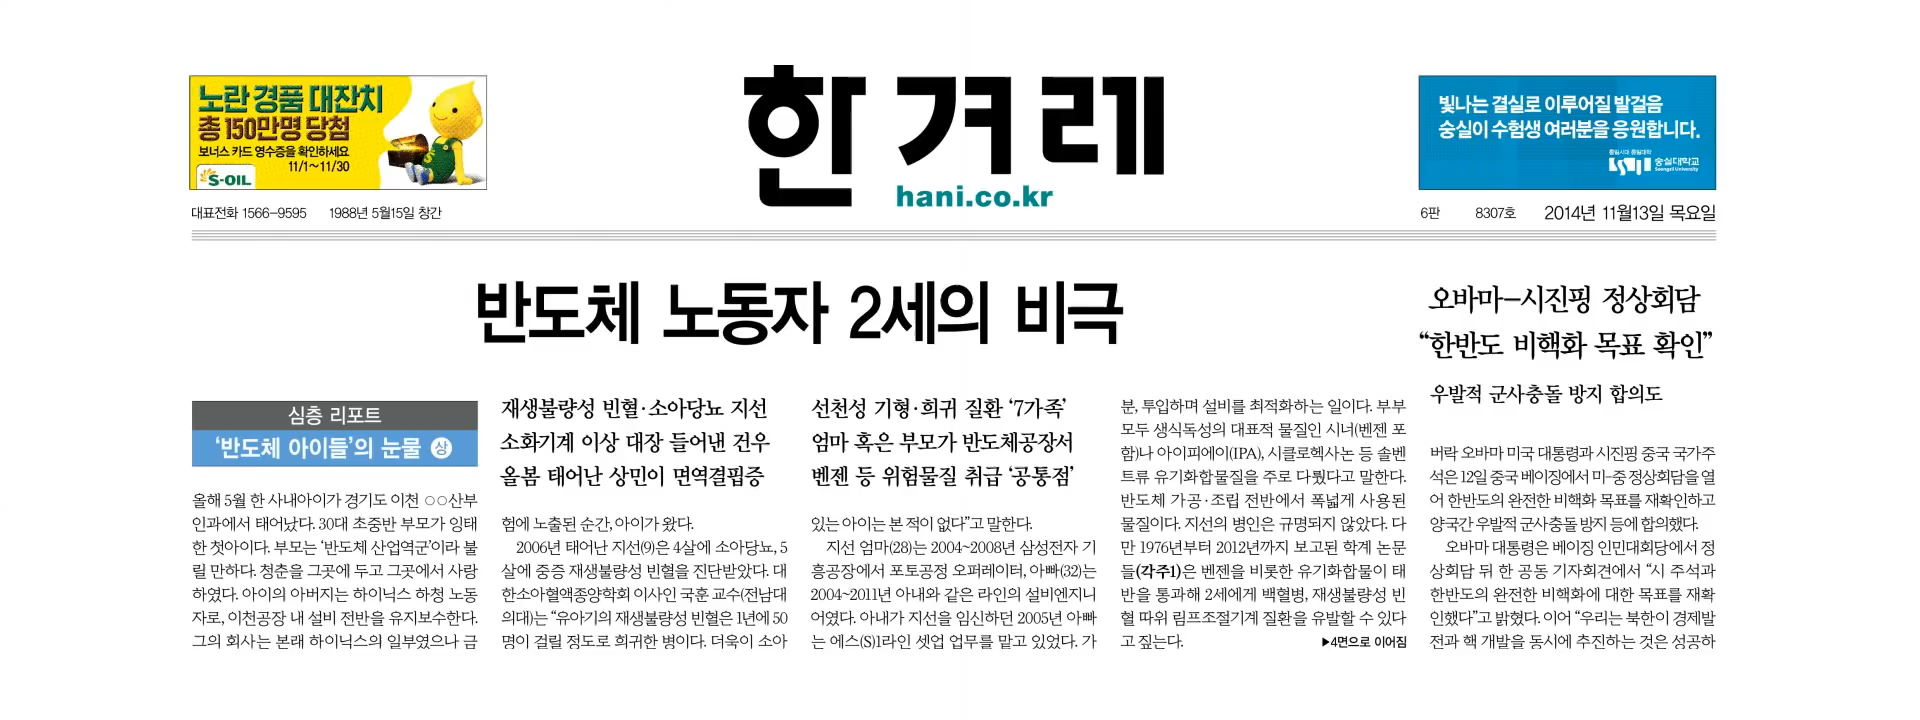 노란 경품 대잔치
총 150만명 당첨
보너스 카드 영수증을 확인하세요
11/1~11/30
S-OIL
한겨레
hani.co.kr
빛나는 결실로 이루어질 발걸음
숭실이 수험생 여러분을 응원합니다.
통일시대 통일대학
숭실대학교
Soongsil University
대표전화 1566-9595 1988년 5월15일 창간
6판 8307호 2014년 11월13일 목요일
반도체 노동자 2세의 비극
심층 리포트
‘반도체 아이들’의 눈물 상
올해 5월 한 사내아이가 경기도 이천 ○○산부
인과에서 태어났다. 30대 초중반 부모가 잉태
한 첫아이다. 부모는 ‘반도체 산업역군’이라 불
릴 만하다. 청춘을 그곳에 두고 그곳에서 사랑
하였다. 아이의 아버지는 하이닉스 하청 노동
자로, 이천공장 내 설비 전반을 유지보수한다.
그의 회사는 본래 하이닉스의 일부였으나 금
재생불량성 빈혈·소아당뇨 지선
소화기계 이상 대장 들어낸 건우
올봄 태어난 상민이 면역결핍증
험에 노출된 순간, 아이가 왔다.
2006년 태어난 지선(9)은 4살에 소아당뇨, 5
살에 중증 재생불량성 빈혈을 진단받았다. 대
한소아혈액종양학회 이사인 국훈 교수(전남대
의대)는 “유아기의 재생불량성 빈혈은 1년에 50
명이 걸릴 정도로 희귀한 병이다. 더욱이 소아
선천성 기형·희귀 질환 ‘7가족’
엄마 혹은 부모가 반도체공장서
벤젠 등 위험물질 취급 ‘공통점’
있는 아이는 본 적이 없다”고 말한다.
지선 엄마(28)는 2004~2008년 삼성전자 기
흥공장에서 포토공정 오퍼레이터, 아빠(32)는
2004~2011년 아내와 같은 라인의 설비엔지니
어였다. 아내가 지선을 임신하던 2005년 아빠
는 에스(S)1라인 셋업 업무를 맡고 있었다. 가
분, 투입하며 설비를 최적화하는 일이다. 부부
모두 생식독성의 대표적 물질인 시너(벤젠 포
함)나 아이피에이(IPA), 시클로헥사논 등 솔벤
트류 유기화합물질을 주로 다뤘다고 말한다.
반도체 가공·조립 전반에서 폭넓게 사용된
물질이다. 지선의 병인은 규명되지 않았다. 다
만 1976년부터 2012년까지 보고된 학계 논문
들(각주1)은 벤젠을 비롯한 유기화합물이 태
반을 통과해 2세에게 백혈병, 재생불량성 빈
혈 따위 림프조절기계 질환을 유발할 수 있다
고 짚는다. ▶4면으로 이어짐
오바마-시진핑 정상회담
“한반도 비핵화 목표 확인”
우발적 군사충돌 방지 합의도
버락 오바마 미국 대통령과 시진핑 중국 국가주
석은 12일 중국 베이징에서 미-중 정상회담을 열
어 한반도의 완전한 비핵화 목표를 재확인하고
양국간 우발적 군사충돌 방지 등에 합의했다.
오바마 대통령은 베이징 인민대회당에서 정
상회담 뒤 한 공동 기자회견에서 “시 주석과
한반도의 완전한 비핵화에 대한 목표를 재확
인했다”고 밝혔다. 이어 “우리는 북한이 경제발
전과 핵 개발을 동시에 추진하는 것은 성공하